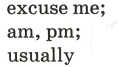 excuse me;
am, pm;
usually